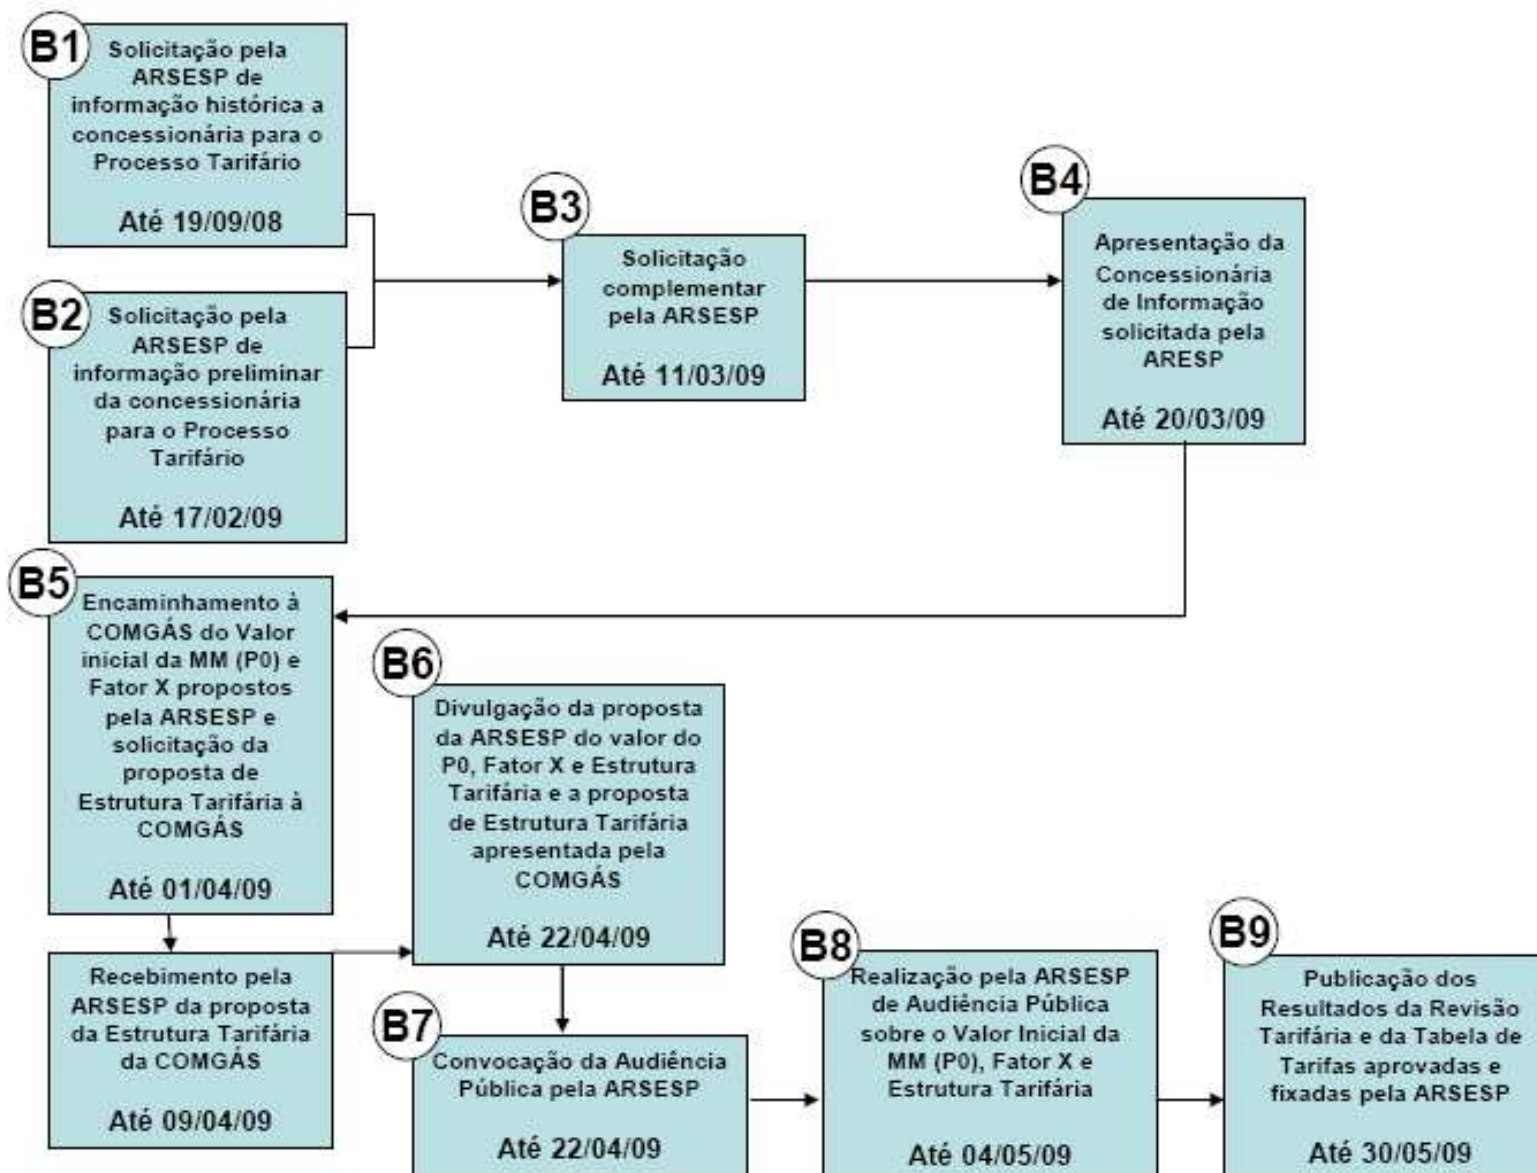 B1
Solicitação pela
ARSESP de
informação histórica a
concessionária para o
Processo Tarifário
Até 19/09/08
B2
Solicitação pela
ARSESP de
informação preliminar
da concessionária
para o Processo
Tarifário
Até 17/02/09
B3
Solicitação
complementar
pela ARSESP
Até 11/03/09
B4
Apresentação da
Concessionária
de Informação
solicitada pela
ARESP
Até 20/03/09
B5
Encaminhamento à
COMGÁS do Valor
inicial da MM (P0) e
Fator X propostos
pela ARSESP e
solicitação da
proposta de
Estrutura Tarifária à
COMGÁS
Até 01/04/09
Recebimento pela
ARSESP da proposta
da Estrutura Tarifária
da COMGÁS
Até 09/04/09
B6
Divulgação da proposta
da ARSESP do valor do
P0, Fator X e Estrutura
Tarifária e a proposta
de Estrutura Tarifária
apresentada pela
COMGÁS
Até 22/04/09
B7
Convocação da Audiência
Pública pela ARSESP
Até 22/04/09
B8
Realização pela ARSESP
de Audiência Pública
sobre o Valor Inicial da
MM (P0), Fator X e
Estrutura Tarifária
Até 04/05/09
B9
Publicação dos
Resultados da Revisão
Tarifária e da Tabela de
Tarifas aprovadas e
fixadas pela ARSESP
Até 30/05/09